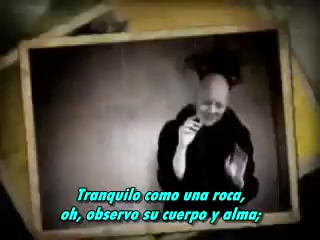 Tranquilo como una roca,
oh, observo su cuerpo y alma;